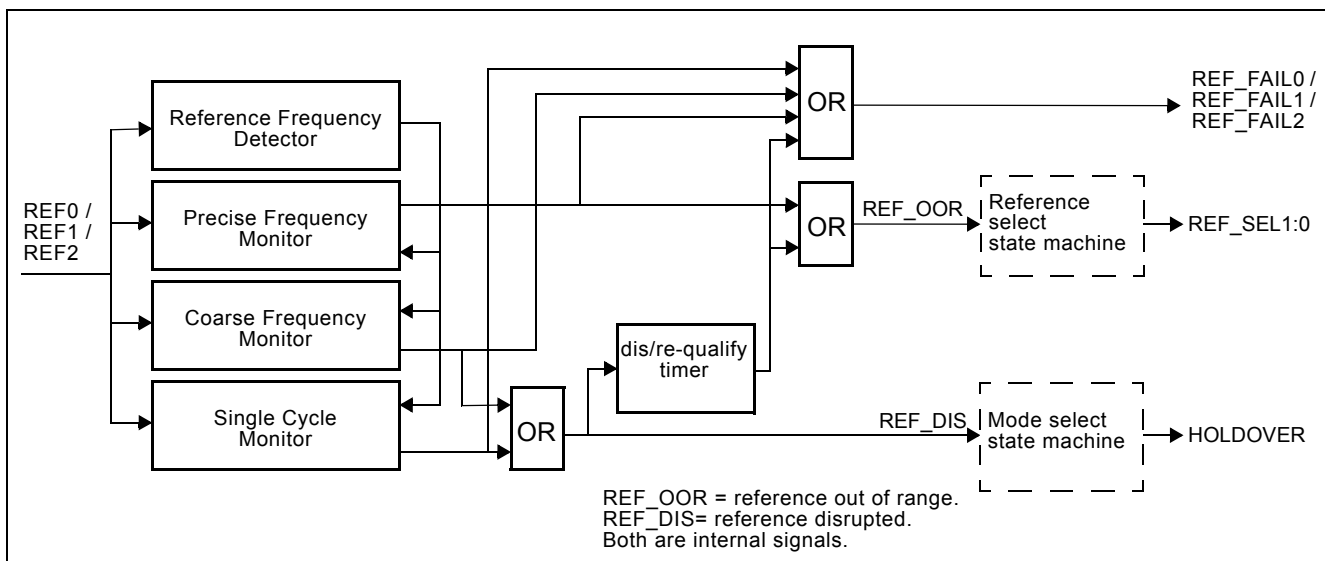 Reference Frequency
Detector
Precise Frequency
Monitor
Coarse Frequency
Monitor
Single Cycle
Monitor
REF0 /
REF1 /
REF2
OR
REF_FAIL0 /
REF_FAIL1 /
REF_FAIL2
OR
REF_OOR
Reference
select
state machine
REF_SEL1:0
dis/re-qualify
timer
OR
REF_DIS
Mode select
state machine
HOLDOVER
REF_OOR = reference out of range.
REF_DIS= reference disrupted.
Both are internal signals.